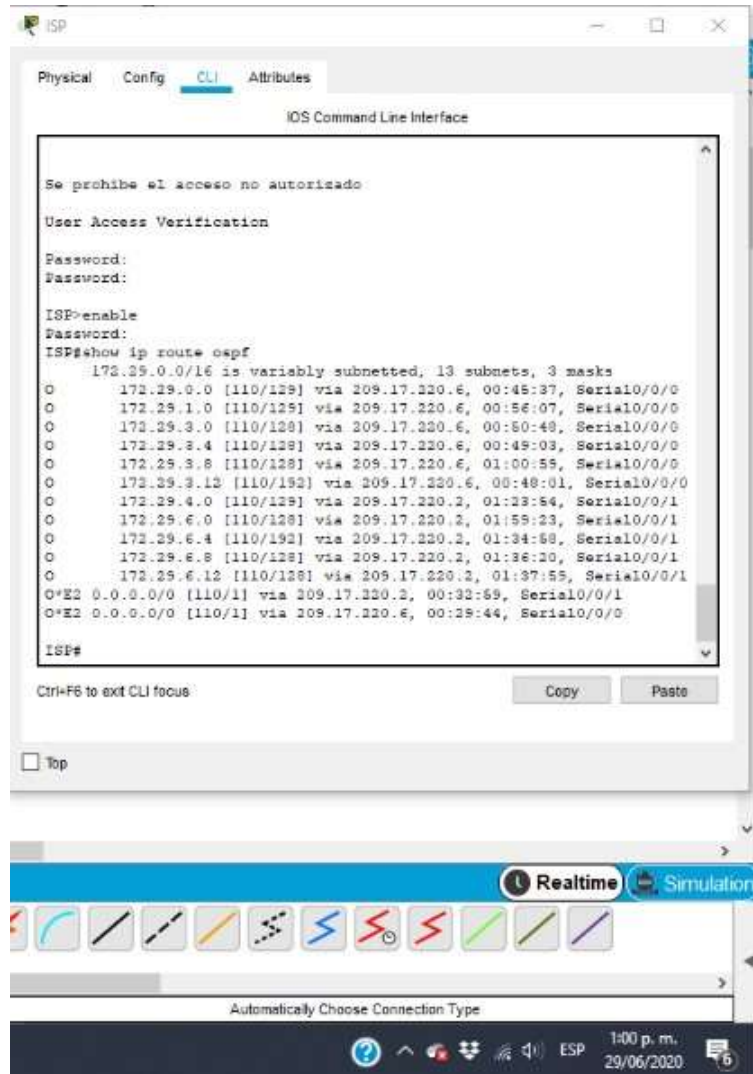 ISP
Physical Config CLI Attributes
IOS Command Line Interface
Se prohibe el acceso no autorizado
User Access Verification
Password:
Password:
ISP>enable
Password:
ISP#show ip route ospf
172.29.0.0/16 is variably subnetted, 13 subnets, 3 masks
O 172.29.0.0 [110/129] via 209.17.220.6, 00:45:37, Serial0/0/0
O 172.29.1.0 [110/129] via 209.17.220.6, 00:56:07, Serial0/0/0
O 172.29.3.0 [110/128] via 209.17.220.6, 00:50:48, Serial0/0/0
O 172.29.3.4 [110/128] via 209.17.220.6, 00:49:03, Serial0/0/0
O 172.29.3.8 [110/128] via 209.17.220.6, 01:00:59, Serial0/0/0
O 172.29.3.12 [110/192] via 209.17.220.6, 00:48:01, Serial0/0/0
O 172.29.4.0 [110/129] via 209.17.220.2, 01:23:54, Serial0/0/1
O 172.29.6.0 [110/128] via 209.17.220.2, 01:59:23, Serial0/0/1
O 172.29.6.4 [110/192] via 209.17.220.2, 01:34:58, Serial0/0/1
O 172.29.6.8 [110/128] via 209.17.220.2, 01:36:20, Serial0/0/1
O 172.29.6.12 [110/128] via 209.17.220.2, 01:37:55, Serial0/0/1
O*E2 0.0.0.0/0 [110/1] via 209.17.220.2, 00:32:59, Serial0/0/1
O*E2 0.0.0.0/0 [110/1] via 209.17.220.6, 00:29:44, Serial0/0/0
ISP#
Ctrl+F6 to exit CLI focus
Copy Paste
Top
Realtime Simulation
Automatically Choose Connection Type
ESP
1:00 p. m.
29/06/2020
6